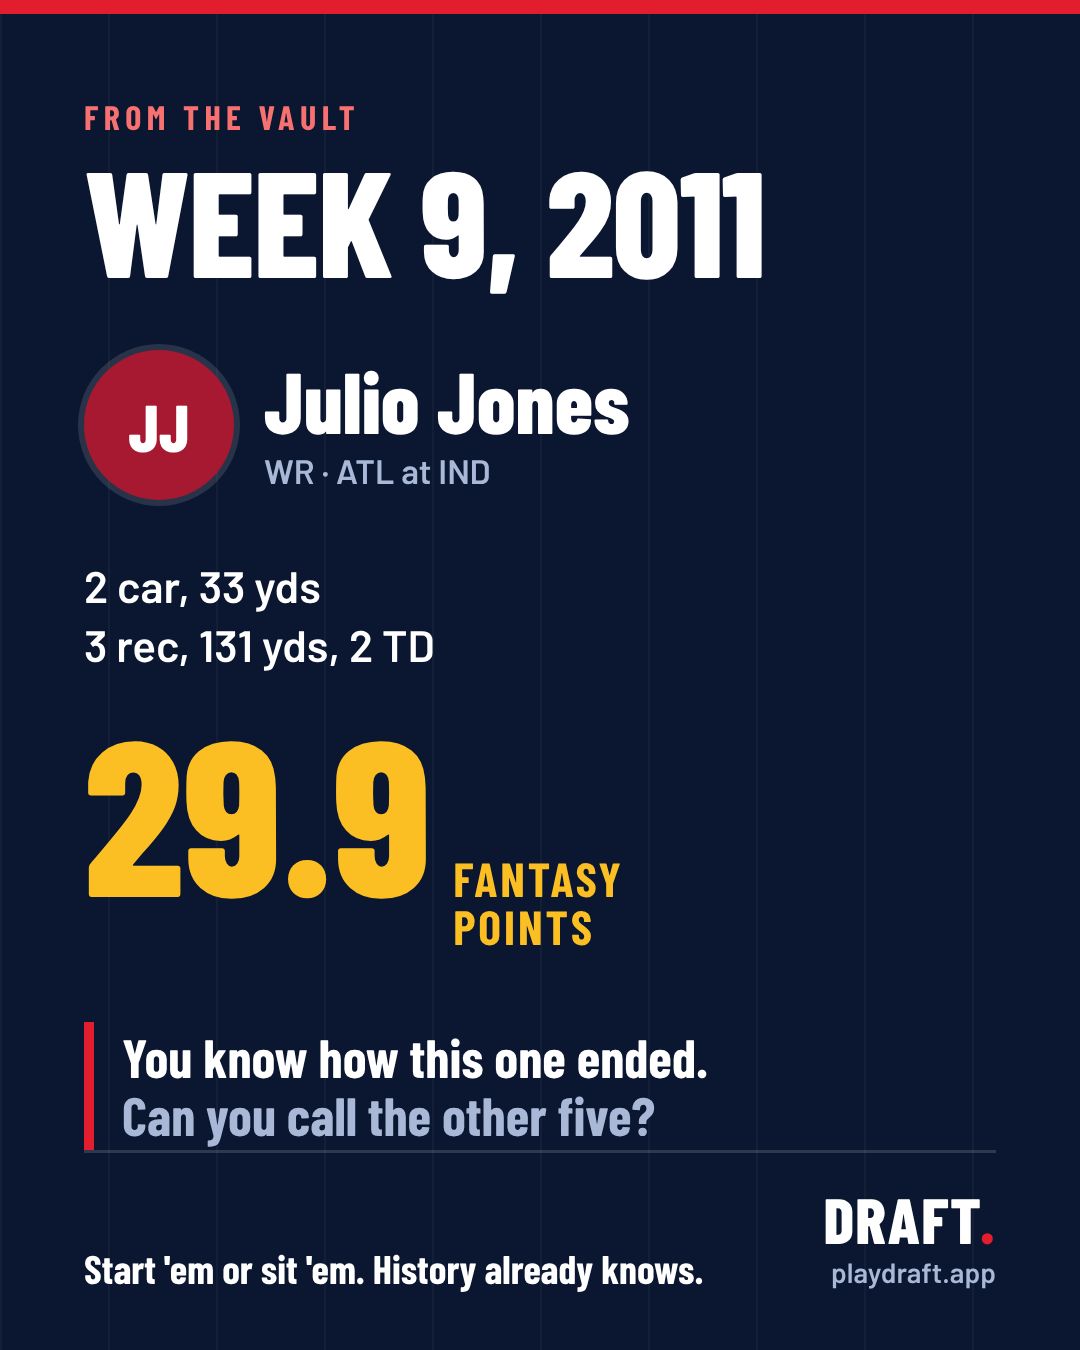 FROM THE VAULT
WEEK 9, 2011
JJ
Julio Jones
WR · ATL at IND
2 car, 33 yds
3 rec, 131 yds, 2 TD
29.9
FANTASY
POINTS
You know how this one ended.
Can you call the other five?
DRAFT.
Start 'em or sit 'em. History already knows.
playdraft.app